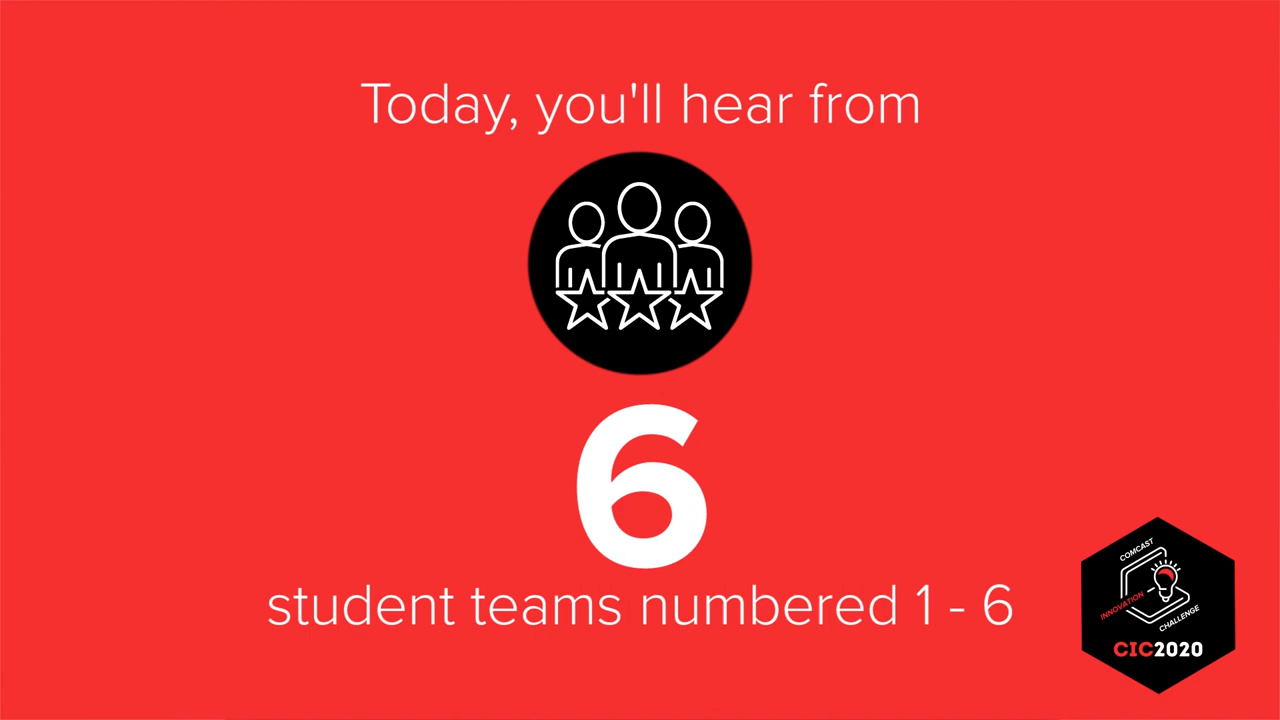 Today, you'll hear from
6
student teams numbered 1 - 6
COMCAST
INNOVATION
CHALLENGE
CIC2020